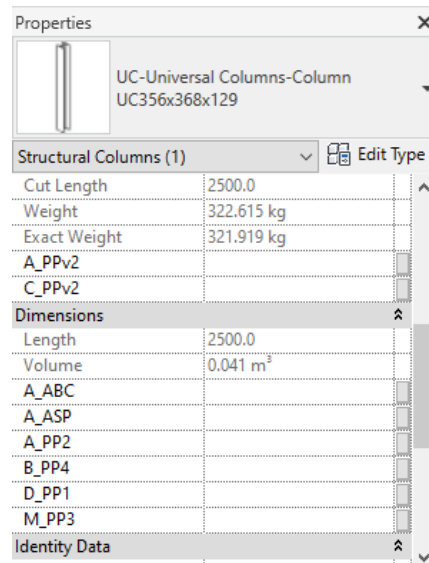 Properties
UC-Universal Columns-Column
UC356x368x129
Structural Columns (1) Edit Type
Cut Length 2500.0
Weight 322.615 kg
Exact Weight 321.919 kg
A_PPv2
C_PPv2
Dimensions
Length 2500.0
Volume 0.041 m³
A_ABC
A_ASP
A_PP2
B_PP4
D_PP1
M_PP3
Identity Data